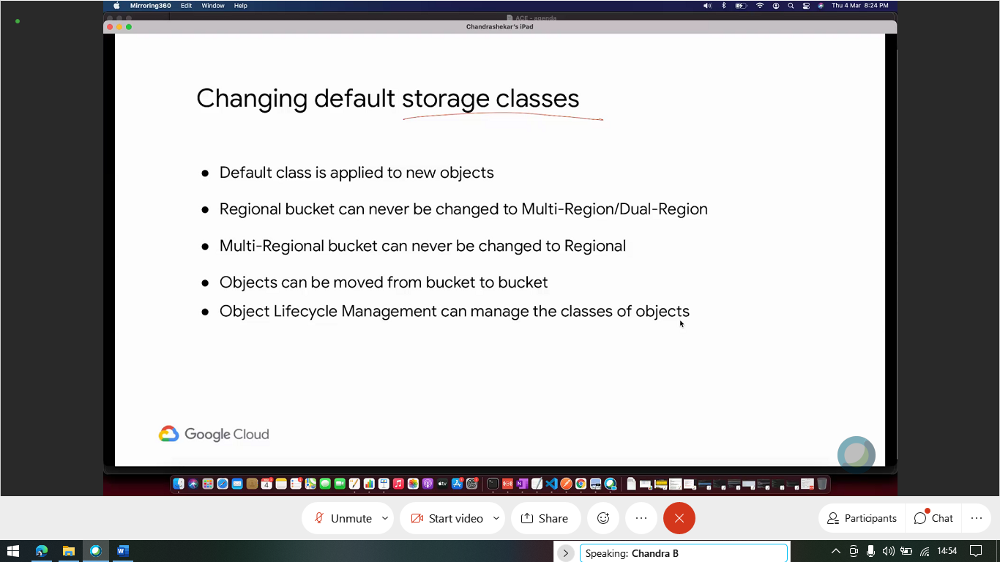 Mirroring360 Edit Window Help
Thu 4 Mar 8:24 PM
ACE - agenda
Chandrashekar's iPad
Changing default storage classes
● Default class is applied to new objects
● Regional bucket can never be changed to Multi-Region/Dual-Region
● Multi-Regional bucket can never be changed to Regional
● Objects can be moved from bucket to bucket
● Object Lifecycle Management can manage the classes of objects
Google Cloud
Unmute
Start video
Share
Participants
Chat
Speaking: Chandra B
14:54